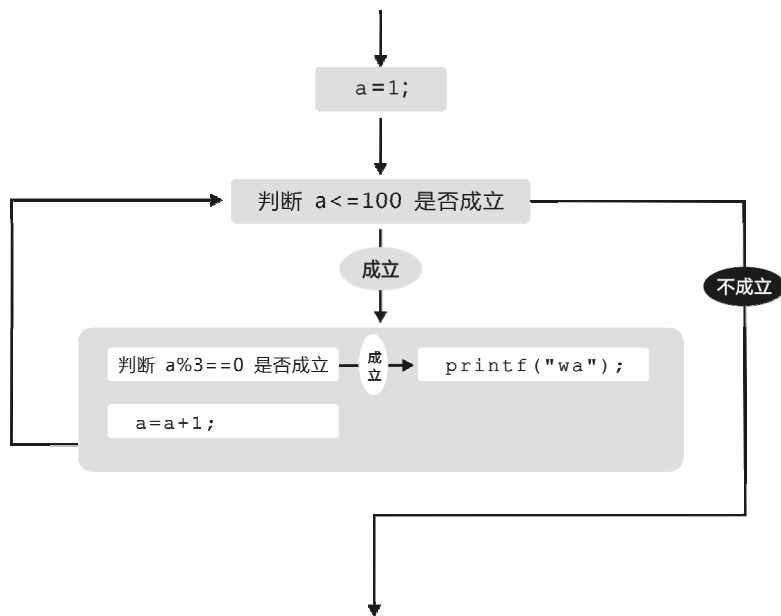 a=1;
判断 a<=100 是否成立
成立
不成立
判断 a%3==0 是否成立
成立
printf("wa");
a=a+1;